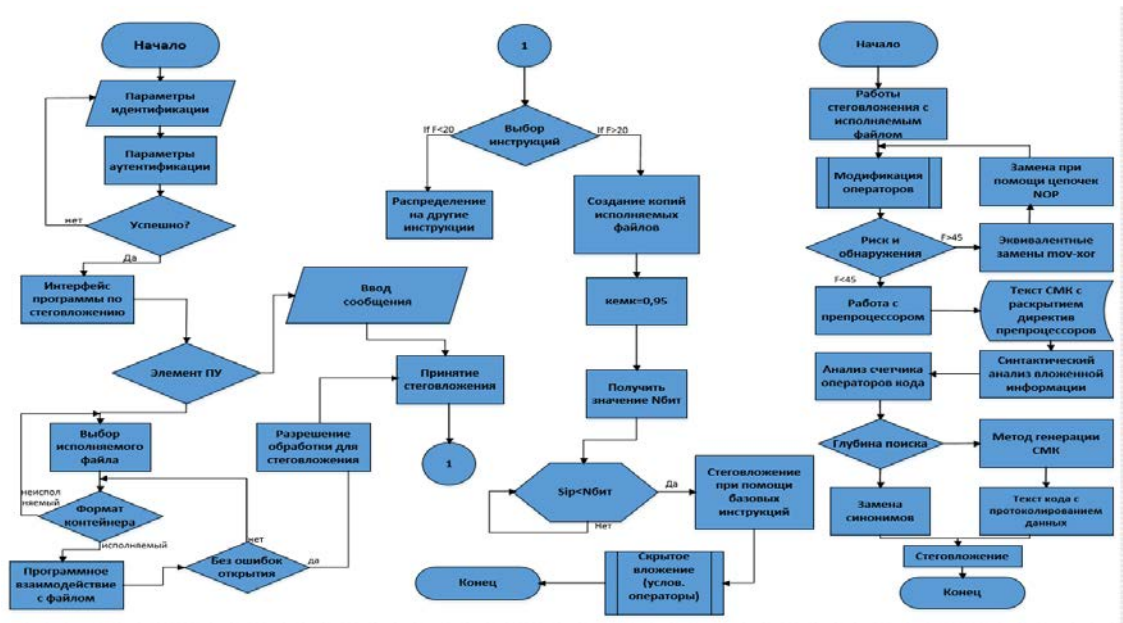 Начало
Параметры
идентификации
Параметры
аутентификации
Успешно?
нет
Да
Интерфейс
программы по
стеговложению
Элемент ПУ
Выбор
исполняемого
файла
неиспол
няемый
Формат
контейнера
исполняемый
Программное
взаимодействие
с файлом
Без ошибок
открытия
нет
да
Разрешение
обработки для
стеговложения
Ввод
сообщения
Принятие
стеговложения
1
1
Выбор
инструкций
If F<20
If F>20
Распределение
на другие
инструкции
Создание копий
исполняемых
файлов
кемк=0,95
Получить
значение Nбит
Sip<Nбит
Да
Нет
Стеговложение
при помощи
базовых
инструкций
Скрытое
вложение
(услов.
операторы)
Конец
Начало
Работы
стеговложения с
исполняемым
файлом
Модификация
операторов
Замена при
помощи цепочек
NOP
Риск и
обнаружения
F>45
F<45
Эквивалентные
замены mov-xor
Работа с
препроцессором
Текст СМК с
раскрытием
директив
препроцессоров
Синтактический
анализ вложенной
информации
Анализ счетчика
операторов кода
Глубина поиска
Метод генерации
СМК
Замена
синонимов
Текст кода с
протоколированием
данных
Стеговложение
Конец